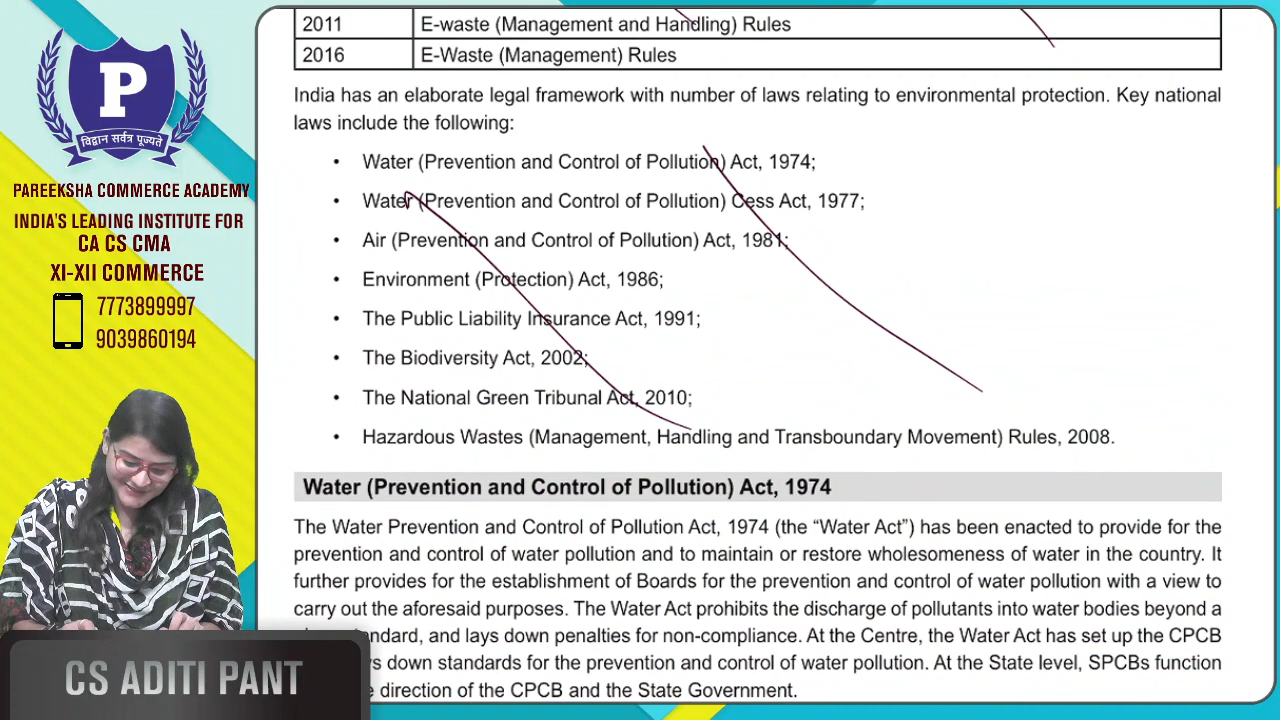 P
विद्वान सर्वत्र पूज्यते
PAREEKSHA COMMERCE ACADEMY
INDIA'S LEADING INSTITUTE FOR
CA CS CMA
XI-XII COMMERCE
7773899997
9039860194
CS ADITI PANT
2011 E-waste (Management and Handling) Rules
2016 E-Waste (Management) Rules
India has an elaborate legal framework with number of laws relating to environmental protection. Key national
laws include the following:
• Water (Prevention and Control of Pollution) Act, 1974;
• Water (Prevention and Control of Pollution) Cess Act, 1977;
• Air (Prevention and Control of Pollution) Act, 1981;
• Environment (Protection) Act, 1986;
• The Public Liability Insurance Act, 1991;
• The Biodiversity Act, 2002;
• The National Green Tribunal Act, 2010;
• Hazardous Wastes (Management, Handling and Transboundary Movement) Rules, 2008.
Water (Prevention and Control of Pollution) Act, 1974
The Water Prevention and Control of Pollution Act, 1974 (the “Water Act”) has been enacted to provide for the
prevention and control of water pollution and to maintain or restore wholesomeness of water in the country. It
further provides for the establishment of Boards for the prevention and control of water pollution with a view to
carry out the aforesaid purposes. The Water Act prohibits the discharge of pollutants into water bodies beyond a
and lays down penalties for non-compliance. At the Centre, the Water Act has set up the CPCB
down standards for the prevention and control of water pollution. At the State level, SPCBs function
direction of the CPCB and the State Government.